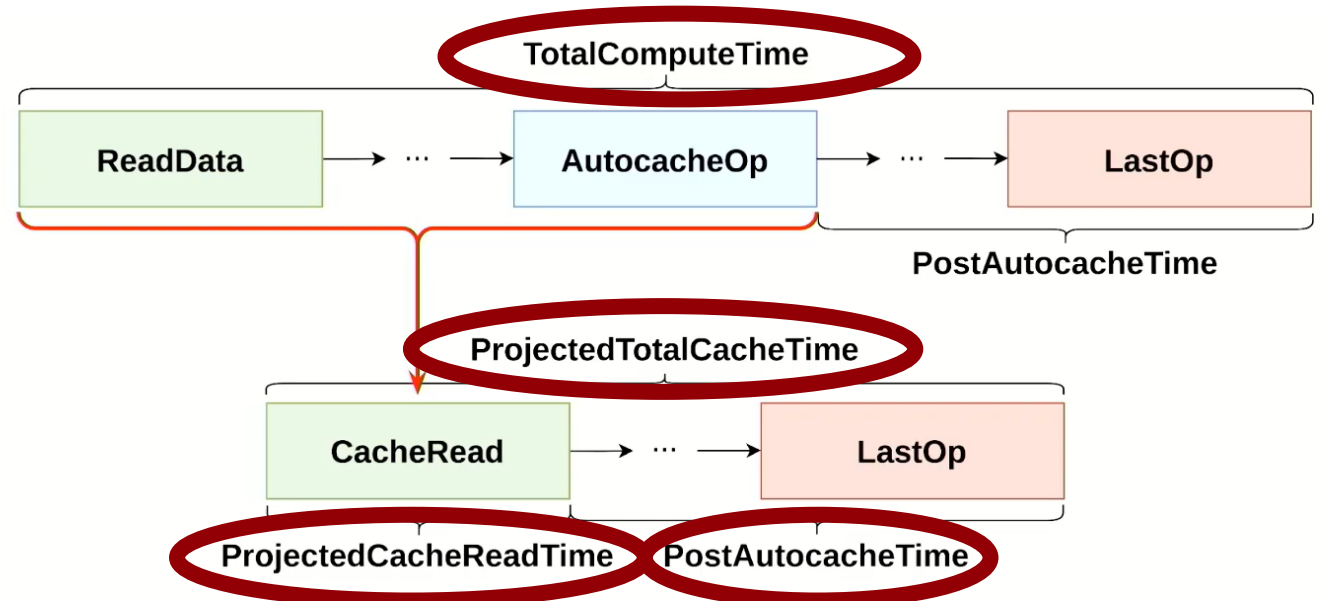 TotalComputeTime
ReadData ... AutocacheOp ... LastOp
PostAutocacheTime
ProjectedTotalCacheTime
CacheRead ... LastOp
ProjectedCacheReadTime PostAutocacheTime